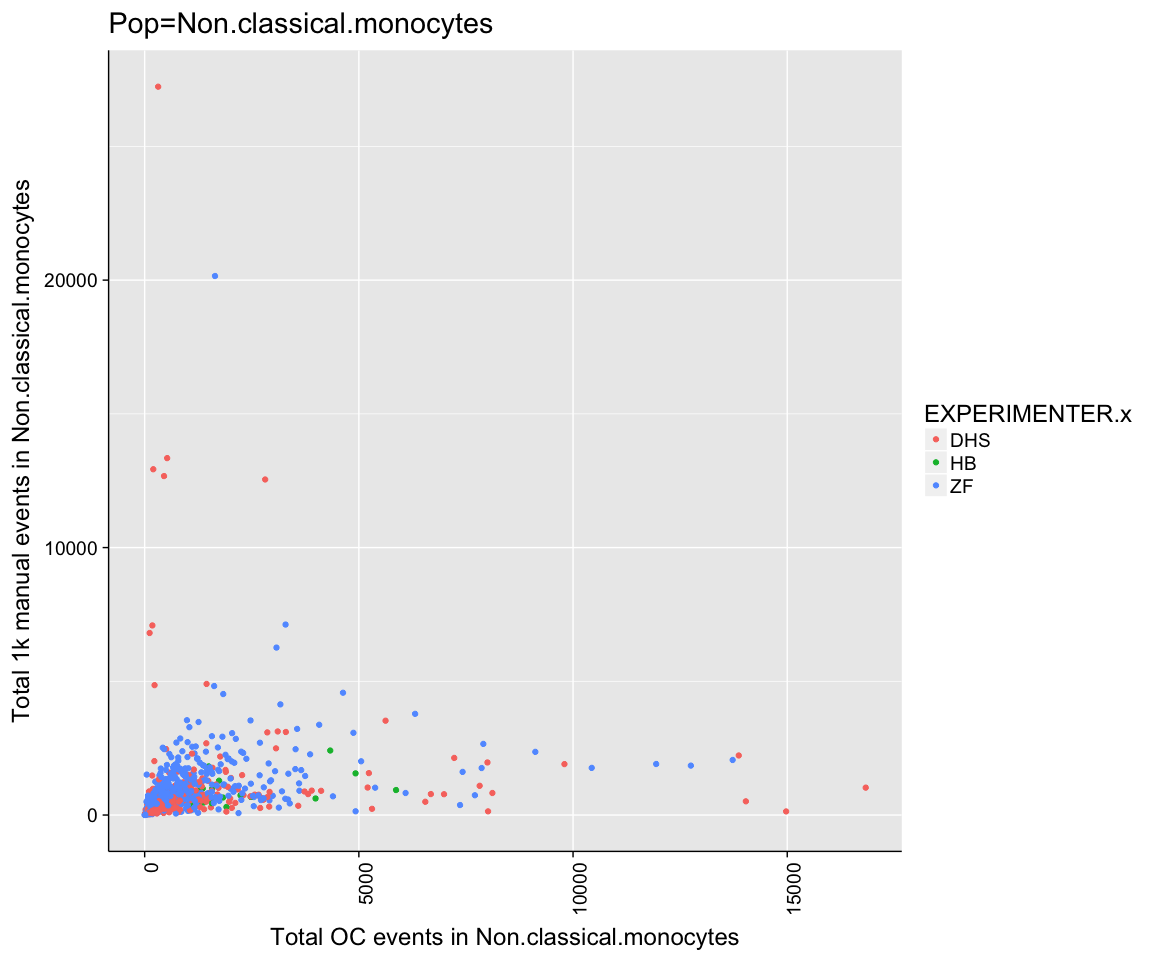 Pop=Non.classical.monocytes
Total 1k manual events in Non.classical.monocytes
20000
10000
0
0
5000
10000
15000
Total OC events in Non.classical.monocytes
EXPERIMENTER.x
DHS
HB
ZF